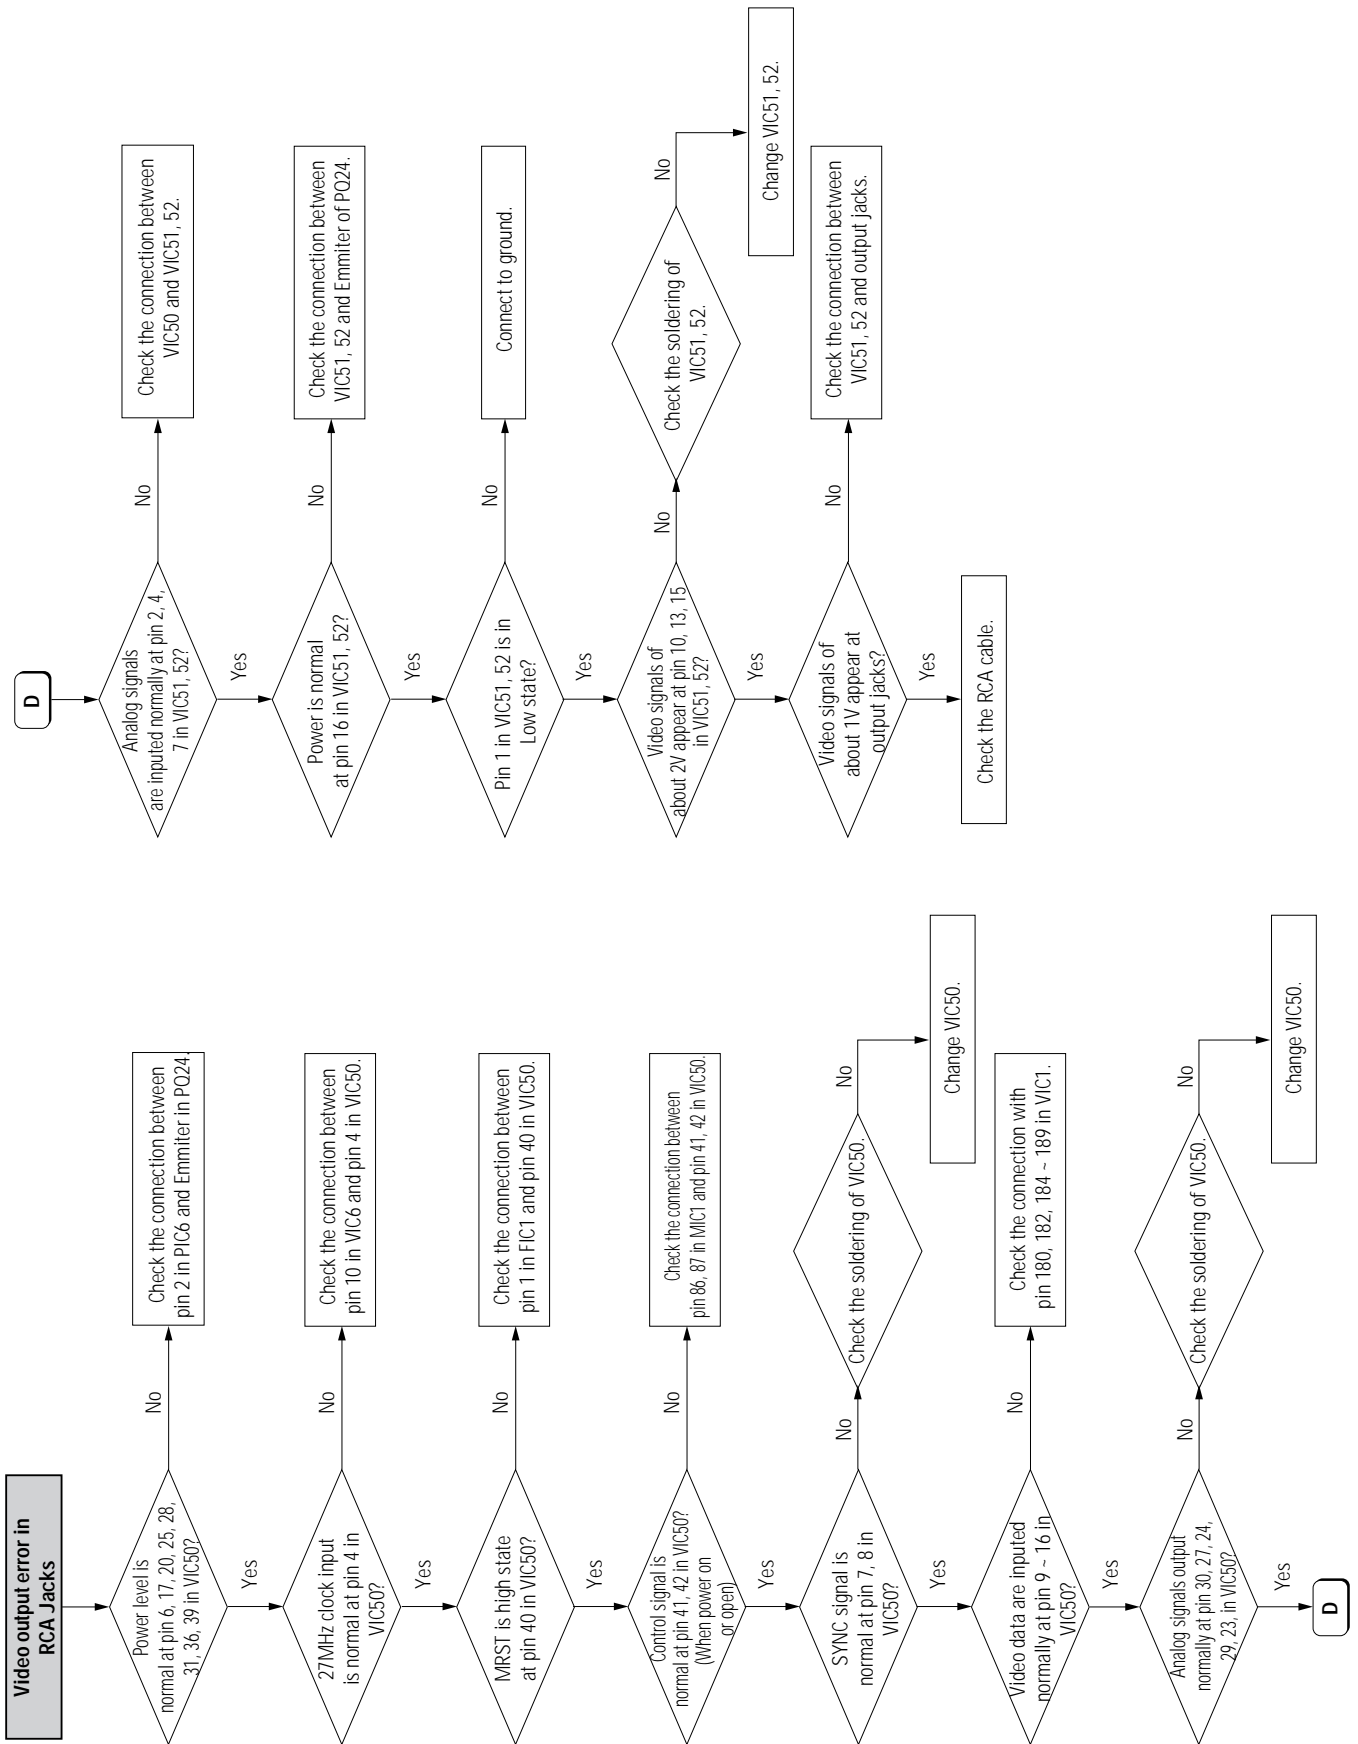 Video output error in
RCA Jacks
Power level is
normal at pin 6, 17, 20, 25, 28,
31, 36, 39 in VIC50?
No
Check the connection between
pin 2 in PIC6 and Emmiter in PQ24.
Yes
27MHz clock input
is normal at pin 4 in
VIC50?
No
Check the connection between
pin 10 in VIC6 and pin 4 in VIC50.
Yes
MRST is high state
at pin 40 in VIC50?
No
Check the connection between
pin 1 in FIC1 and pin 40 in VIC50.
Yes
Control signal is
normal at pin 41, 42 in VIC50?
(When power on
or open)
No
Check the connection between
pin 86, 87 in MIC1 and pin 41, 42 in VIC50.
Yes
SYNC signal is
normal at pin 7, 8 in
VIC50?
No
Check the soldering of VIC50.
No
Change VIC50.
Yes
Video data are inputed
normally at pin 9 ~ 16 in
VIC50?
No
Check the connection with
pin 180, 182, 184 ~ 189 in VIC1.
Yes
Analog signals output
normally at pin 30, 27, 24,
29, 23, in VIC50?
No
Check the soldering of VIC50.
No
Change VIC50.
Yes
D
D
Analog signals
are inputed normally at pin 2, 4,
7 in VIC51, 52?
No
Check the connection between
VIC50 and VIC51, 52.
Yes
Power is normal
at pin 16 in VIC51, 52?
No
Check the connection between
VIC51, 52 and Emmiter of PQ24.
Yes
Pin 1 in VIC51, 52 is in
Low state?
No
Connect to ground.
Yes
Video signals of
about 2V appear at pin 10, 13, 15
in VIC51, 52?
No
Check the soldering of
VIC51, 52.
No
Change VIC51, 52.
Yes
Video signals of
about 1V appear at
output jacks?
No
Check the connection between
VIC51, 52 and output jacks.
Yes
Check the RCA cable.